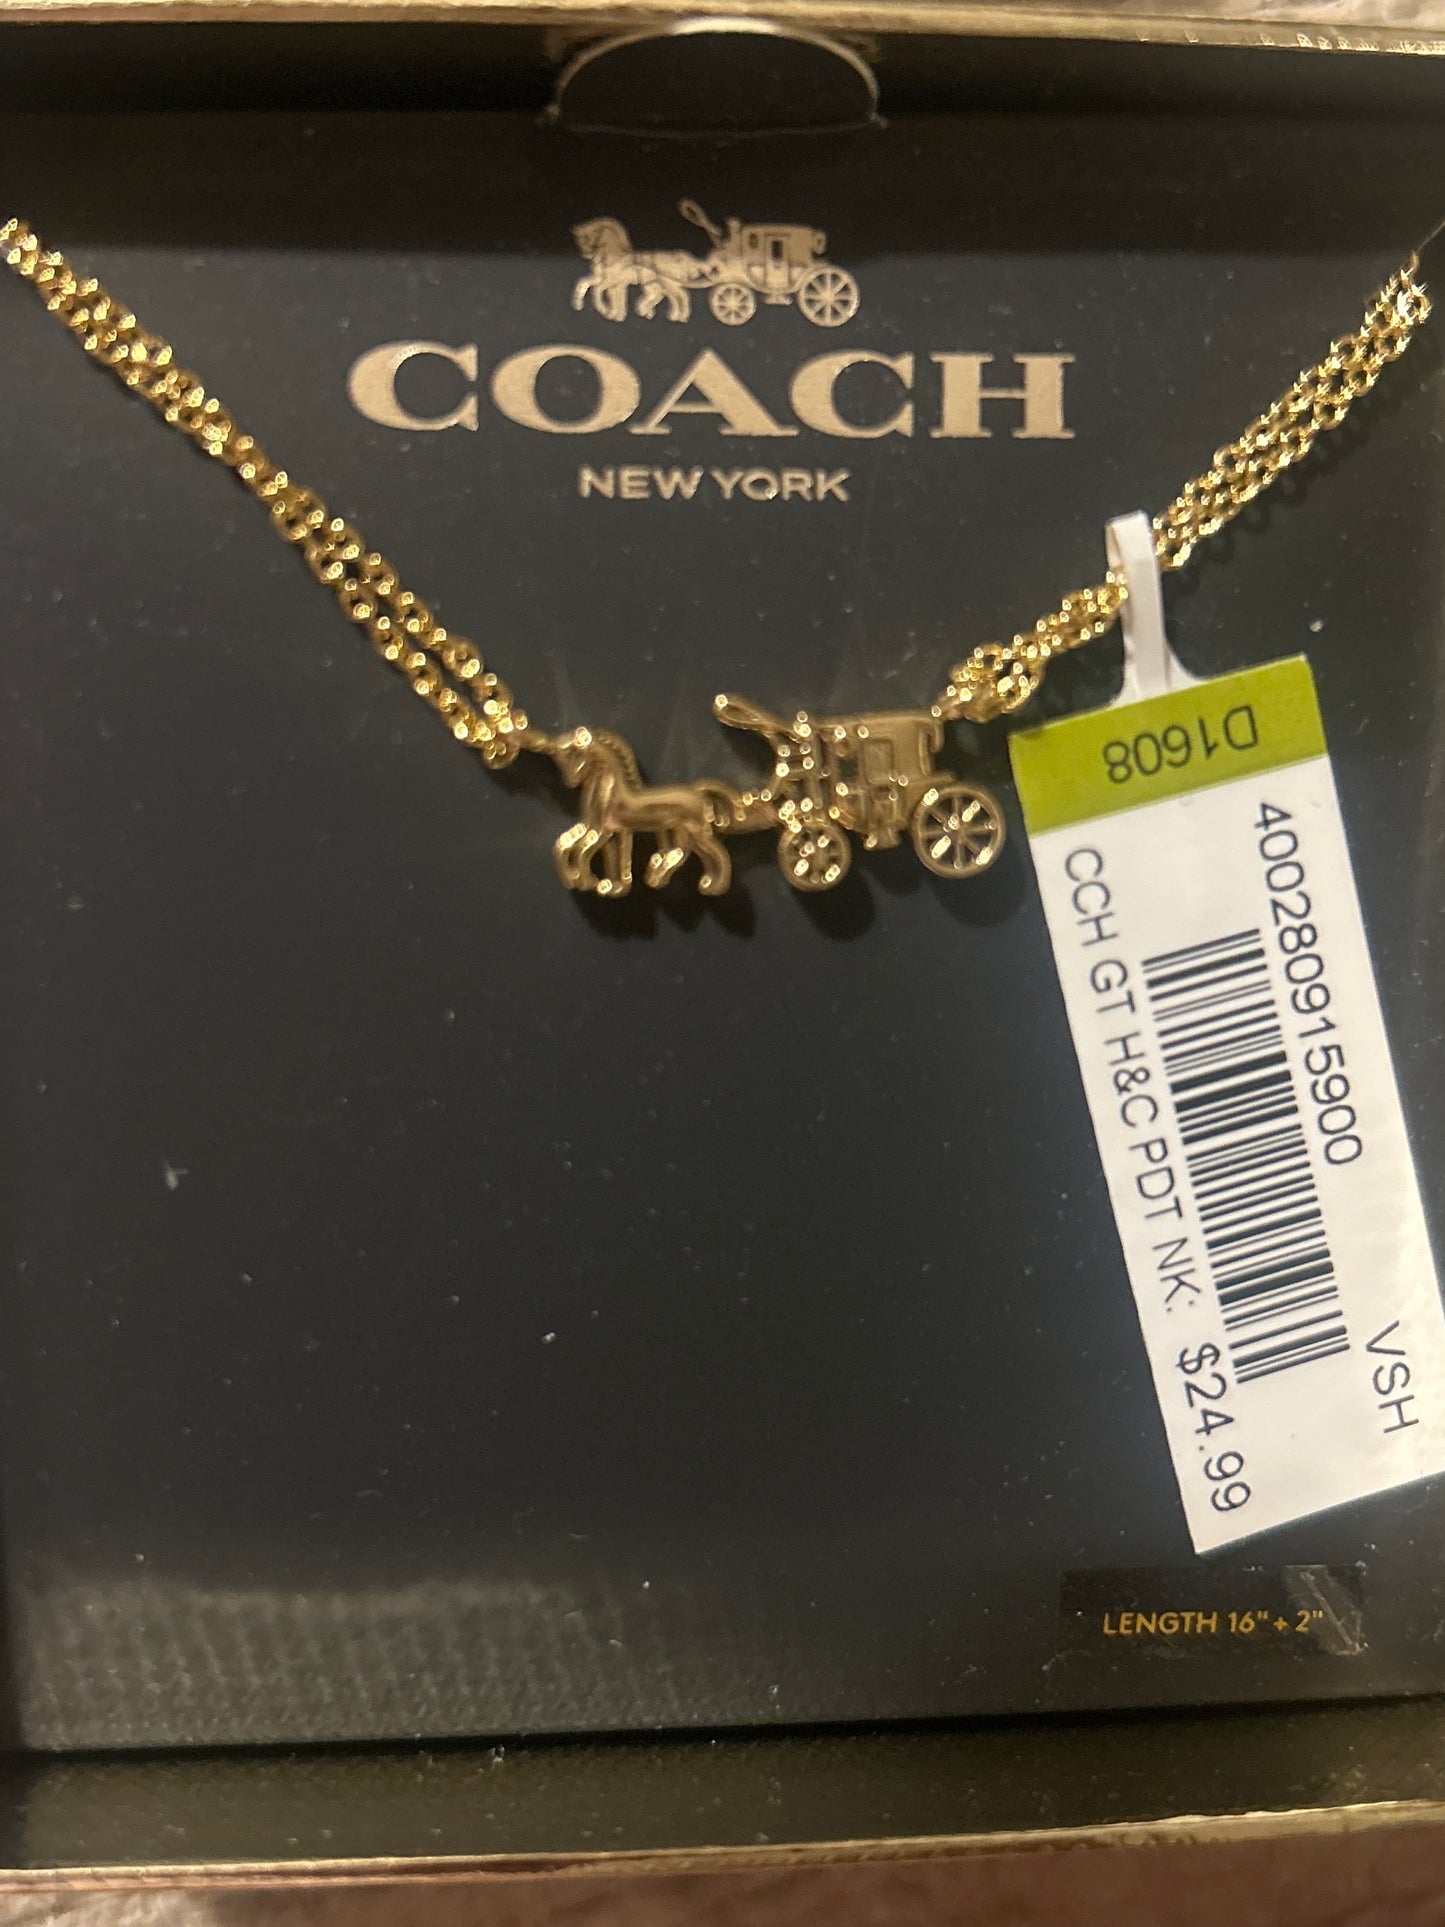 COACH
NEW YORK
D1608
400280915900
VSH
CCH GT H&C PDT NK: $24.99
LENGTH 16" + 2"